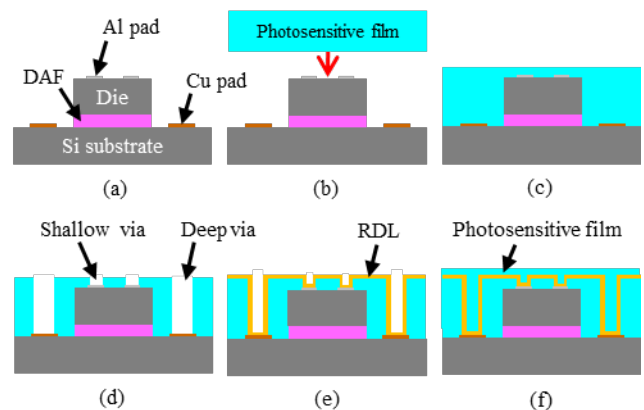 Al pad
DAF
Die
Cu pad
Si substrate
(a)
Photosensitive film
(b)
(c)
Shallow via
Deep via
(d)
RDL
(e)
Photosensitive film
(f)